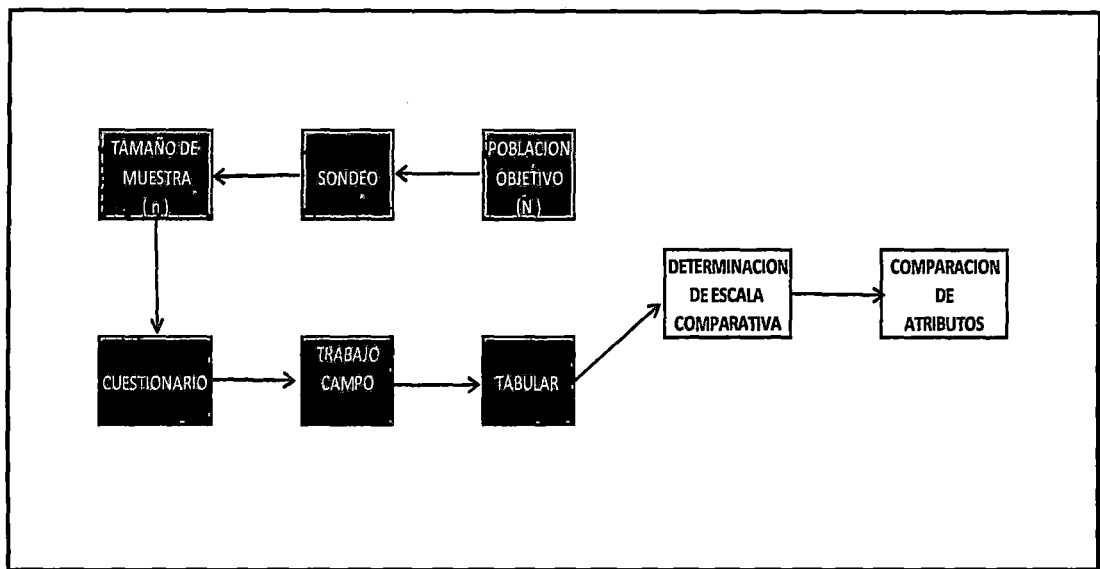 TAMAÑO DE
MUESTRA
( n )
SONDEO
POBLACION
OBJETIVO
(N)
DETERMINACION
DE ESCALA
COMPARATIVA
COMPARACION
DE
ATRIBUTOS
CUESTIONARIO
TRABAJO
CAMPO
TABULAR